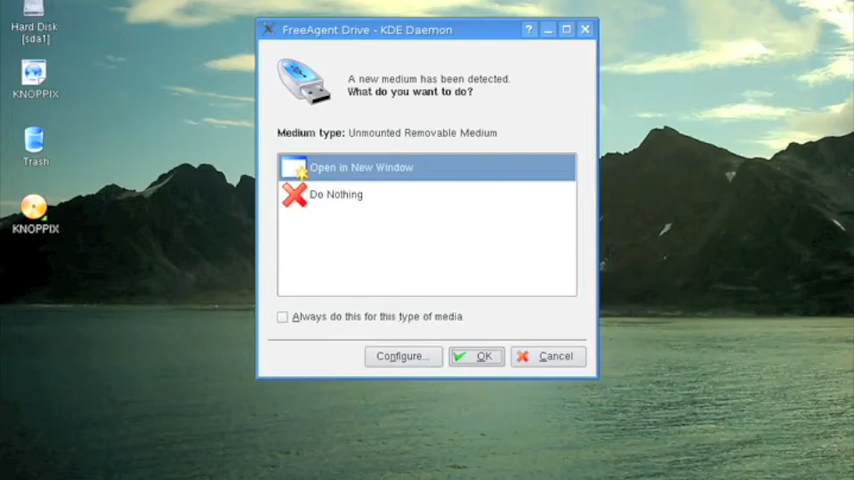 Hard Disk
[sda1]
KNOPPIX
Trash
KNOPPIX
FreeAgent Drive - KDE Daemon
A new medium has been detected.
What do you want to do?
Medium type: Unmounted Removable Medium
Open in New Window
Do Nothing
Always do this for this type of media
Configure...
OK
Cancel